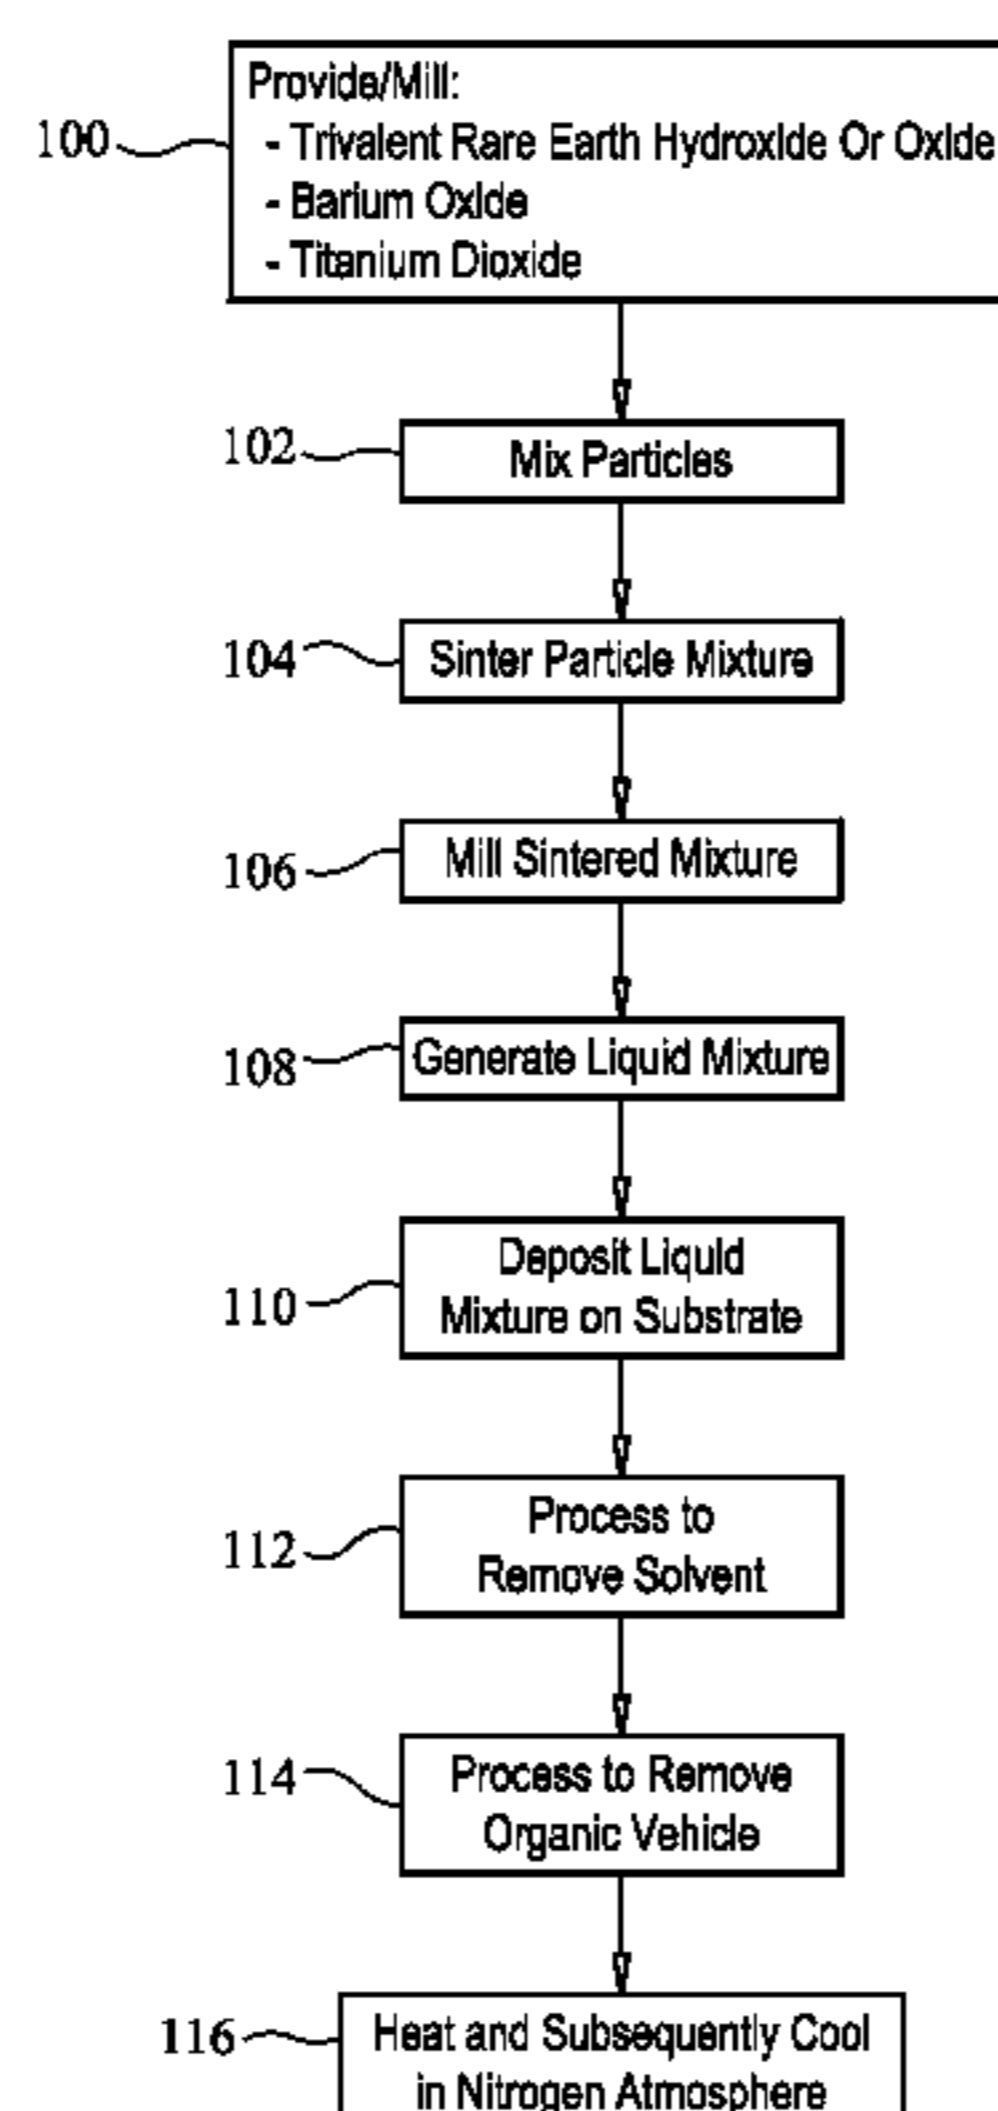 Provide/Mill:
100
- Trivalent Rare Earth Hydroxide Or Oxide
- Barium Oxide
- Titanium Dioxide
102
Mix Particles
104
Sinter Particle Mixture
106
Mill Sintered Mixture
108
Generate Liquid Mixture
110
Deposit Liquid
Mixture on Substrate
112
Process to
Remove Solvent
114
Process to Remove
Organic Vehicle
116
Heat and Subsequently Cool
in Nitrogen Atmosphere